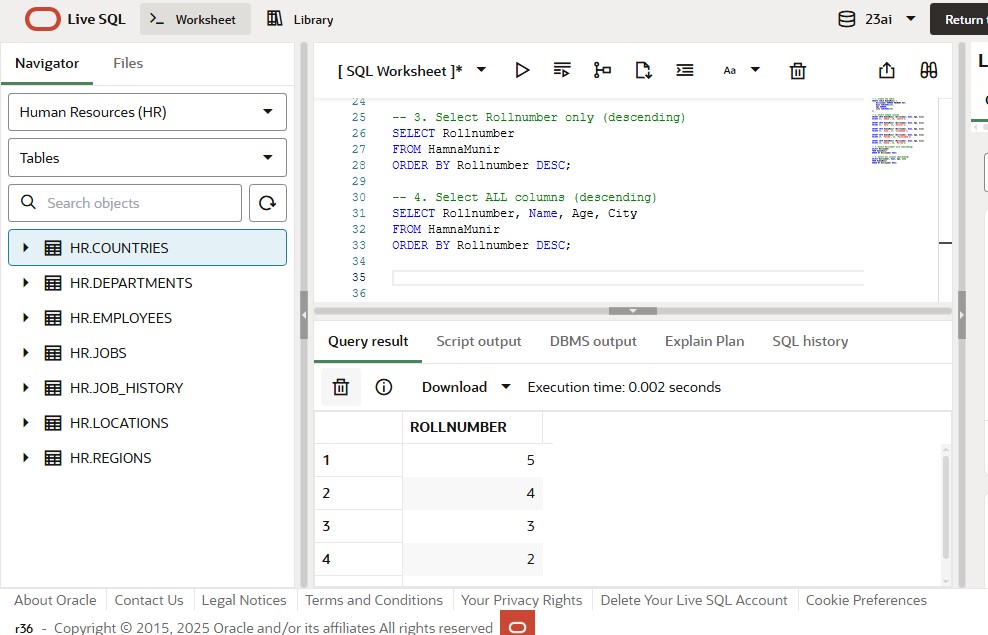 Live SQL
Worksheet
Library
23ai
Return
Navigator
Files
Human Resources (HR)
Tables
Search objects
HR.COUNTRIES
HR.DEPARTMENTS
HR.EMPLOYEES
HR.JOBS
HR.JOB_HISTORY
HR.LOCATIONS
HR.REGIONS
[ SQL Worksheet ]*
Aa
24
25 -- 3. Select Rollnumber only (descending)
26 SELECT Rollnumber
27 FROM HamnaMunir
28 ORDER BY Rollnumber DESC;
29
30 -- 4. Select ALL columns (descending)
31 SELECT Rollnumber, Name, Age, City
32 FROM HamnaMunir
33 ORDER BY Rollnumber DESC;
34
35
36
Query result
Script output
DBMS output
Explain Plan
SQL history
Download
Execution time: 0.002 seconds
ROLLNUMBER
1 5
2 4
3 3
4 2
About Oracle
Contact Us
Legal Notices
Terms and Conditions
Your Privacy Rights
Delete Your Live SQL Account
Cookie Preferences
r36 - Copyright © 2015, 2025 Oracle and/or its affiliates All rights reserved